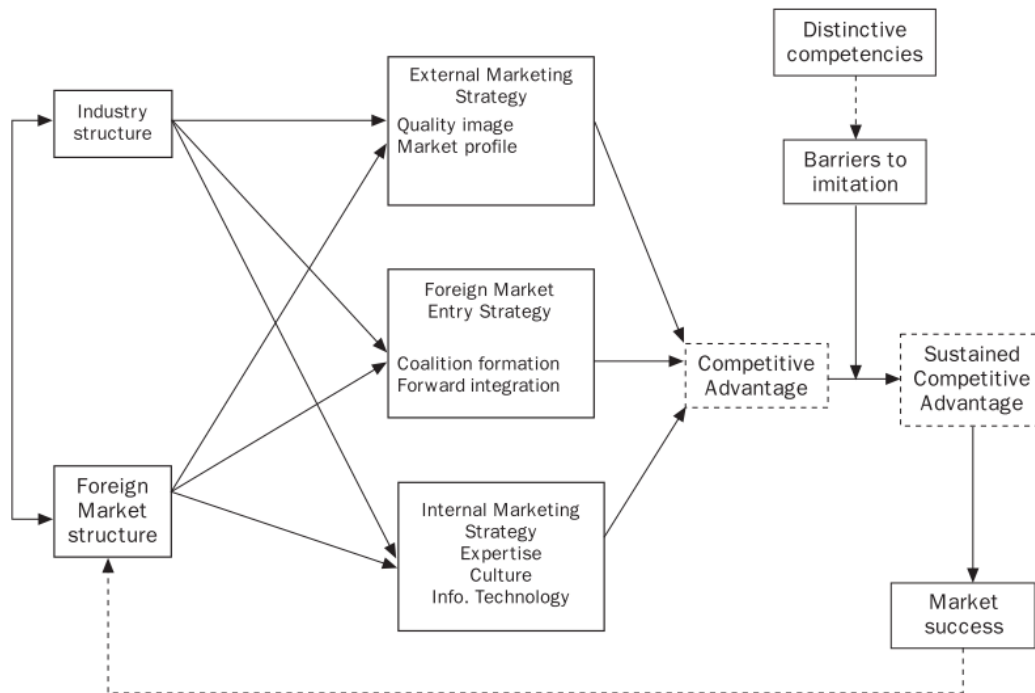 Distinctive
competencies
Industry
structure
External Marketing
Strategy
Quality image
Market profile
Barriers to
imitation
Foreign Market
Entry Strategy
Coalition formation
Forward integration
Competitive
Advantage
Sustained
Competitive
Advantage
Foreign
Market
structure
Internal Marketing
Strategy
Expertise
Culture
Info. Technology
Market
success